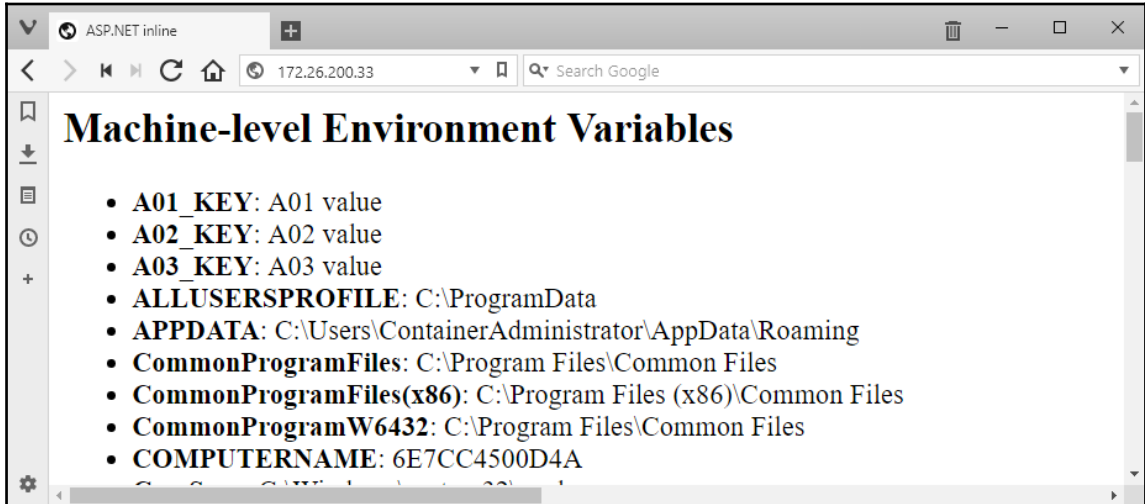 ASP.NET inline
172.26.200.33
Search Google
Machine-level Environment Variables
A01_KEY: A01 value
A02_KEY: A02 value
A03_KEY: A03 value
ALLUSERSPROFILE: C:\ProgramData
APPDATA: C:\Users\ContainerAdministrator\AppData\Roaming
CommonProgramFiles: C:\Program Files\Common Files
CommonProgramFiles(x86): C:\Program Files (x86)\Common Files
CommonProgramW6432: C:\Program Files\Common Files
COMPUTERNAME: 6E7CC4500D4A